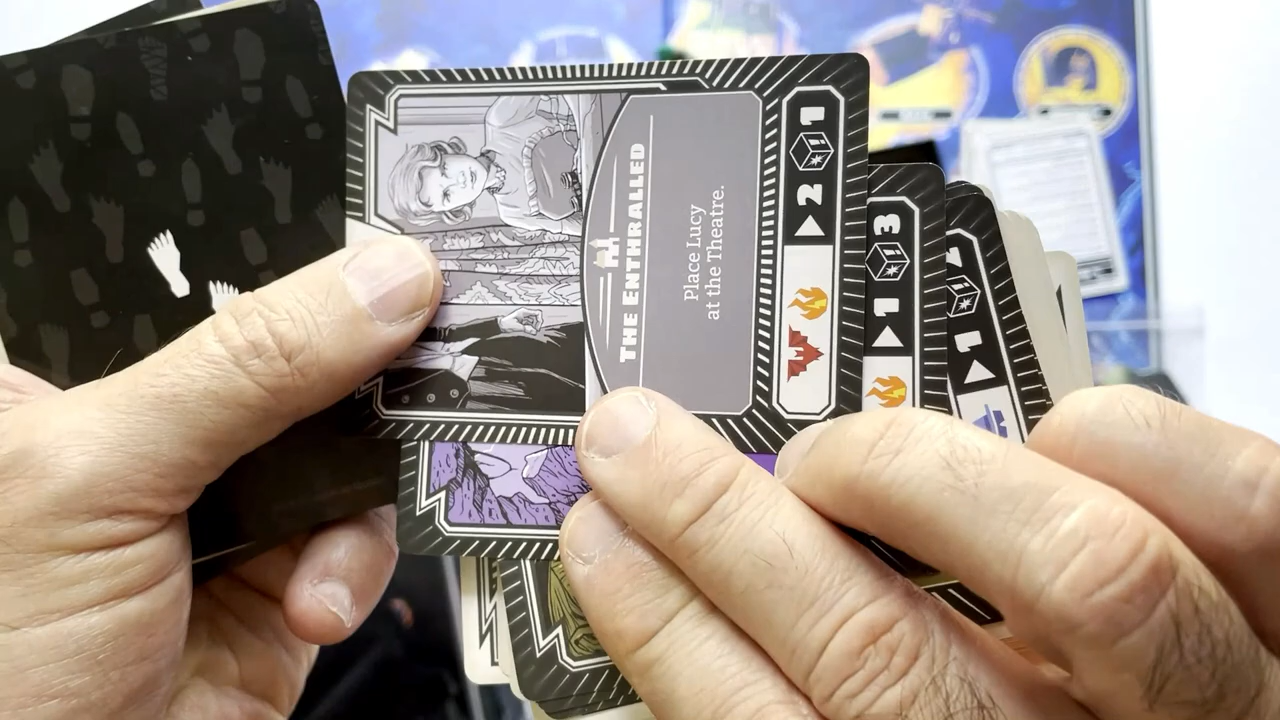 THE ENTHRALLED
Place Lucy
at the Theatre.
2 1
1 3
1